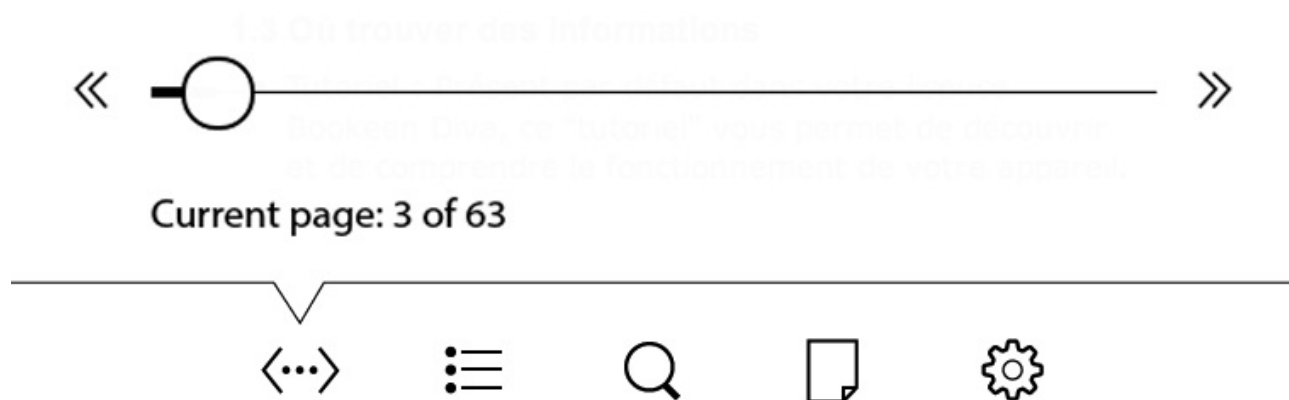 1.3 Où trouver des informations
Tutoriel : Présent par défaut dans votre liseuse
Bookeen Diva, ce "tutoriel" vous permet de découvrir
et de comprendre le fonctionnement de votre appareil.
Current page: 3 of 63